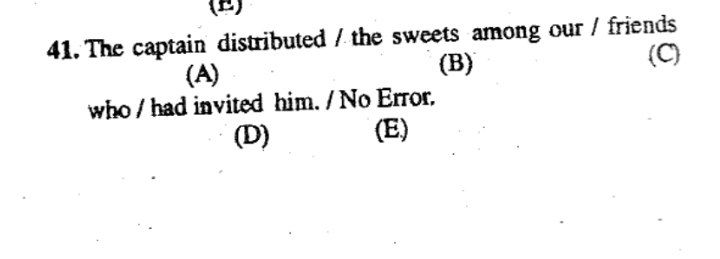 (E)
41. The captain distributed / the sweets among our / friends
(A) (B) (C)
who / had invited him. / No Error.
(D) (E)